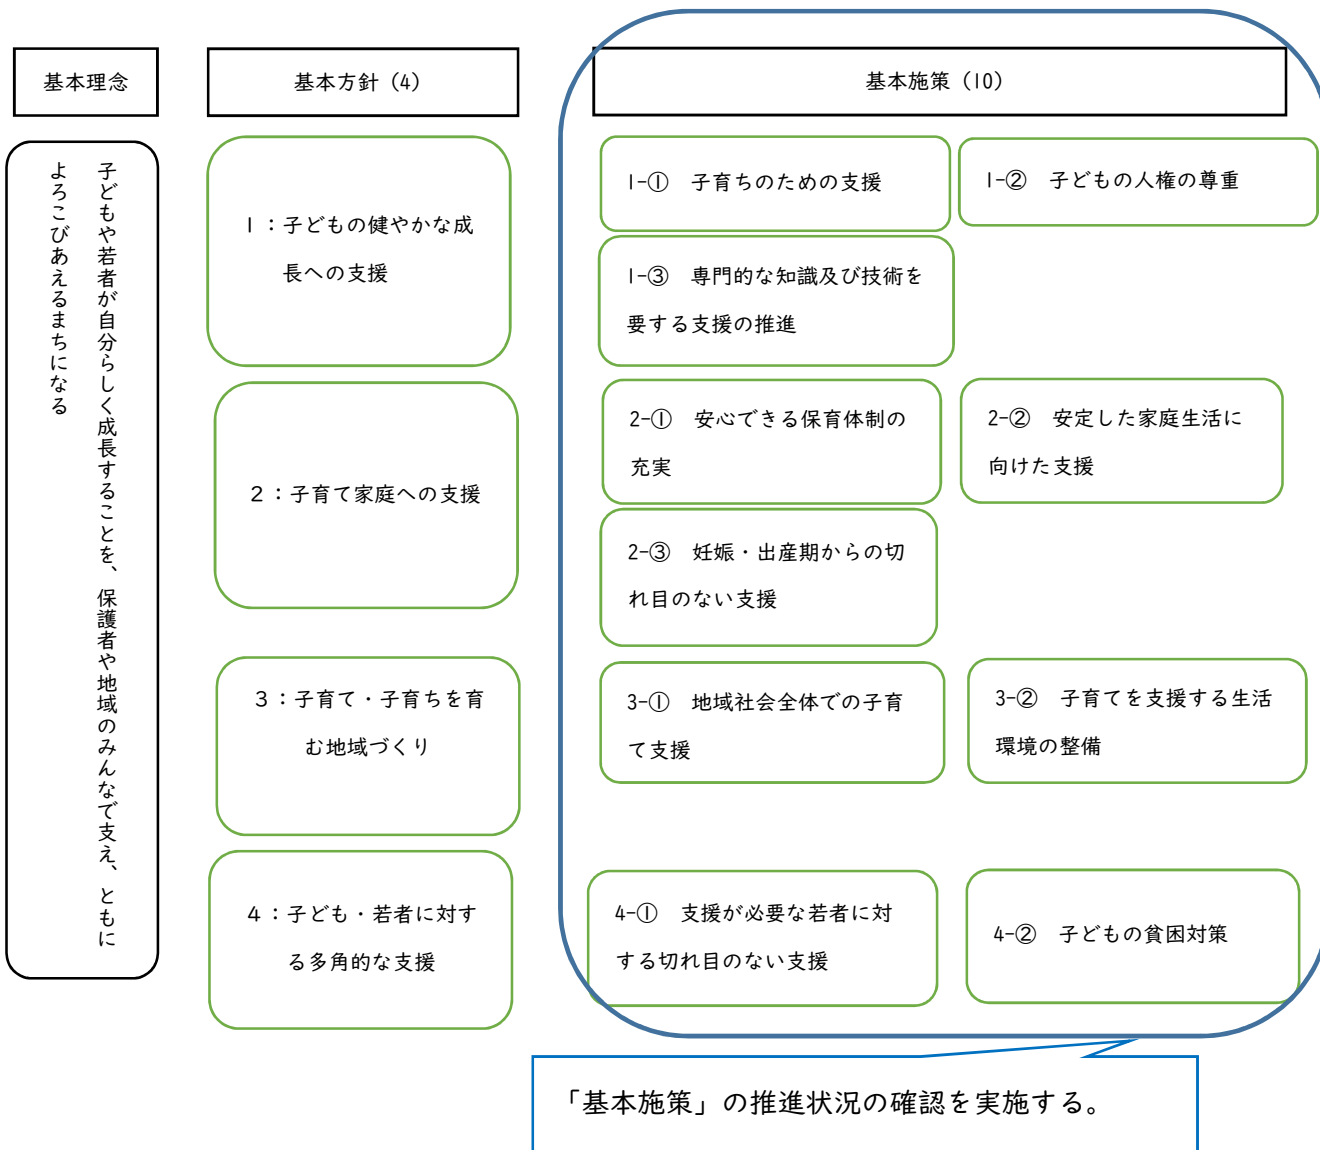 基本理念
基本方針（4）
基本施策（10）
子どもや若者が自分らしく成長することを、保護者や地域のみんなで支え、ともに
よろこびあえるまちになる
1：子どもの健やかな成
長への支援
1-① 子育ちのための支援
1-② 子どもの人権の尊重
1-③ 専門的な知識及び技術を
要する支援の推進
2：子育て家庭への支援
2-① 安心できる保育体制の
充実
2-② 安定した家庭生活に
向けた支援
2-③ 妊娠・出産期からの切
れ目のない支援
3：子育て・子育ちを育
む地域づくり
3-① 地域社会全体での子育
て支援
3-② 子育てを支援する生活
環境の整備
4：子ども・若者に対す
る多角的な支援
4-① 支援が必要な若者に対
する切れ目のない支援
4-② 子どもの貧困対策
「基本施策」の推進状況の確認を実施する。